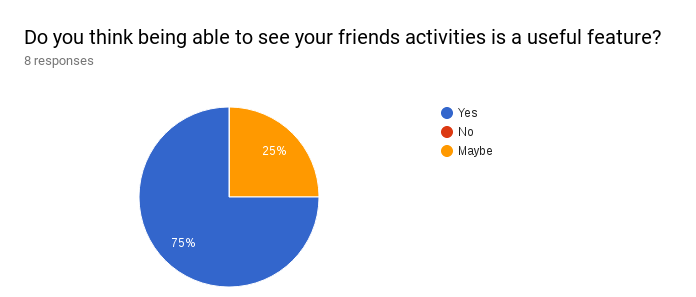 Do you think being able to see your friends activities is a useful feature?
8 responses
Yes
No
Maybe
25%
75%